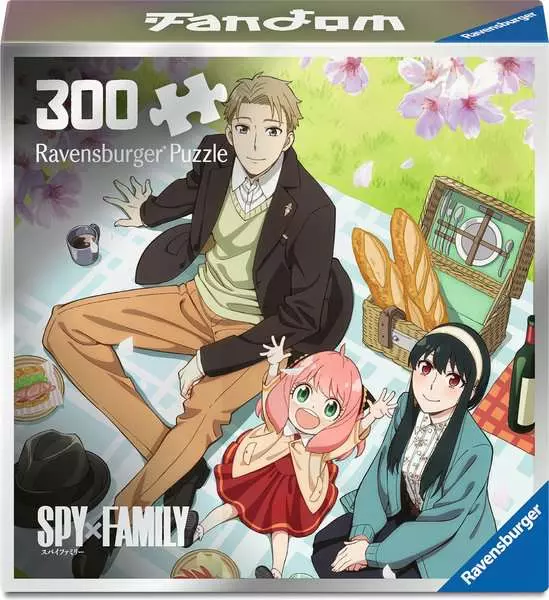 Fandom
Ravensburger
300
Ravensburger® Puzzle
SPY×FAMILY
スパイファミリー
Ravensburger